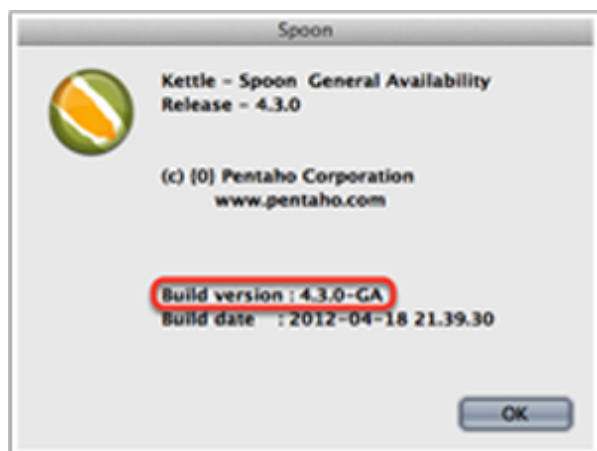 Spoon
Kettle - Spoon General Availability
Release - 4.3.0
(c) {0} Pentaho Corporation
www.pentaho.com
Build version : 4.3.0-GA
Build date : 2012-04-18 21.39.30
OK